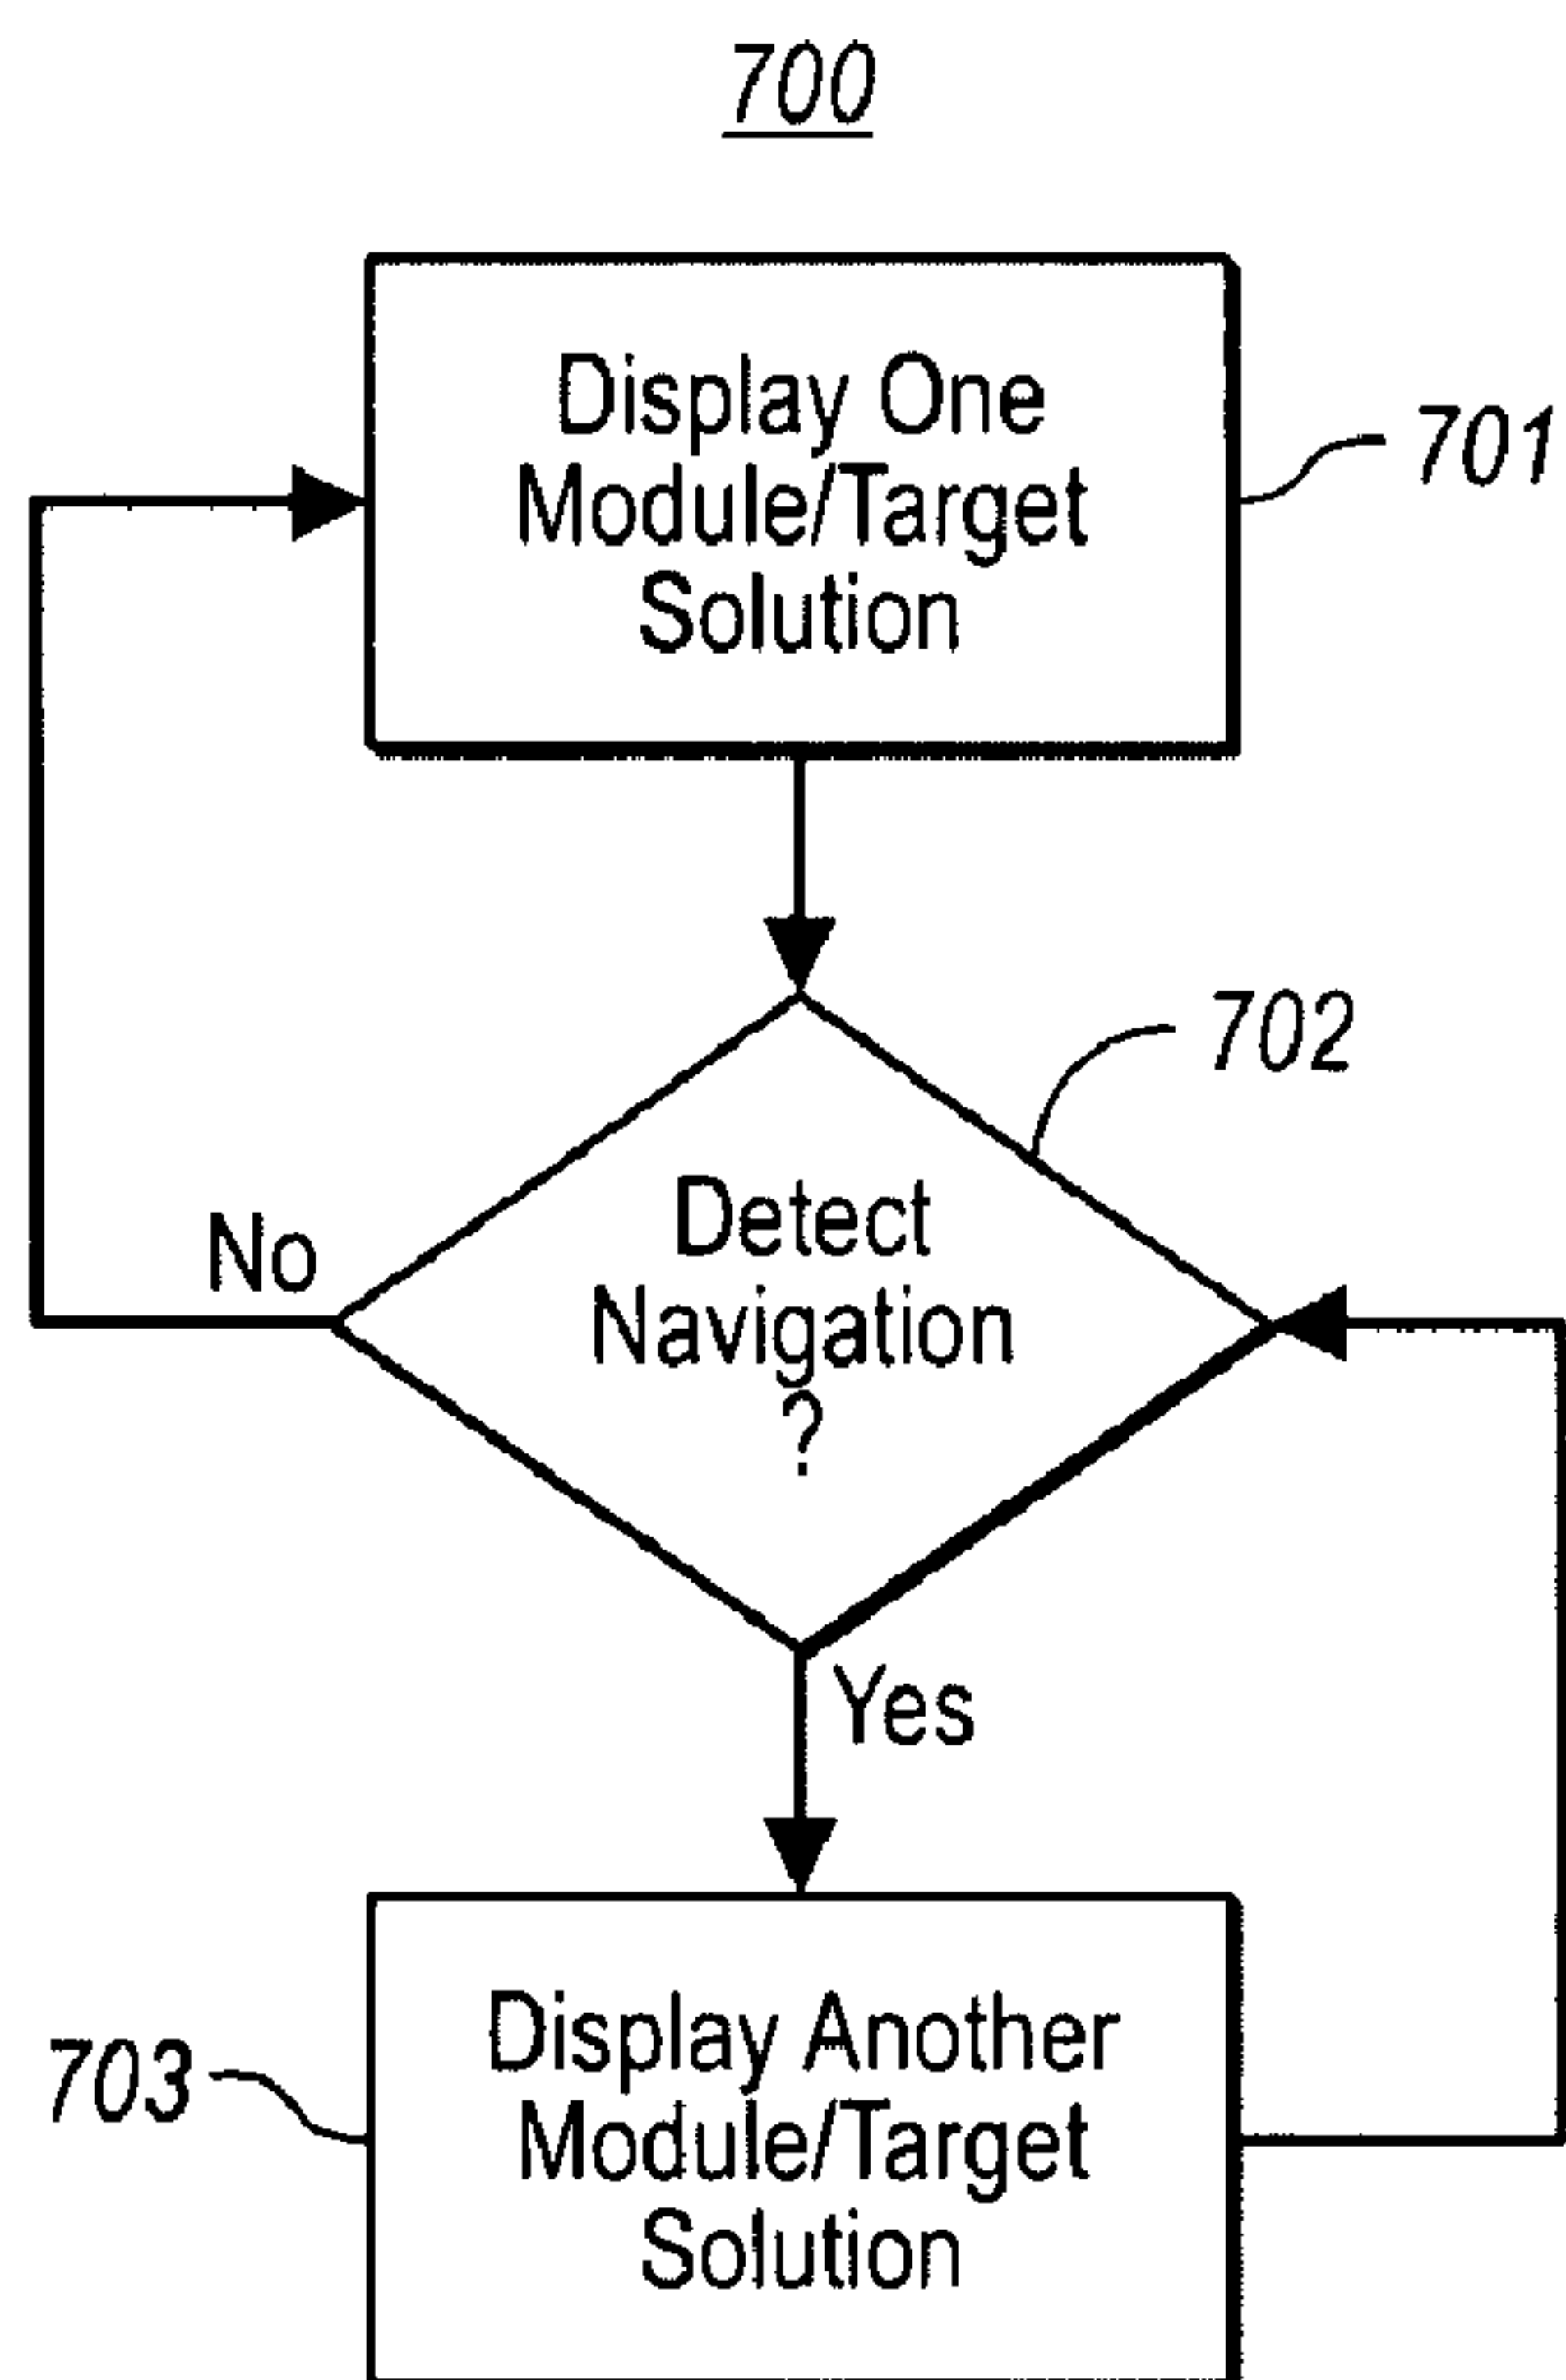 700
Display One
Module/Target
Solution
701
702
Detect
Navigation
?
No
Yes
Display Another
Module/Target
Solution
703